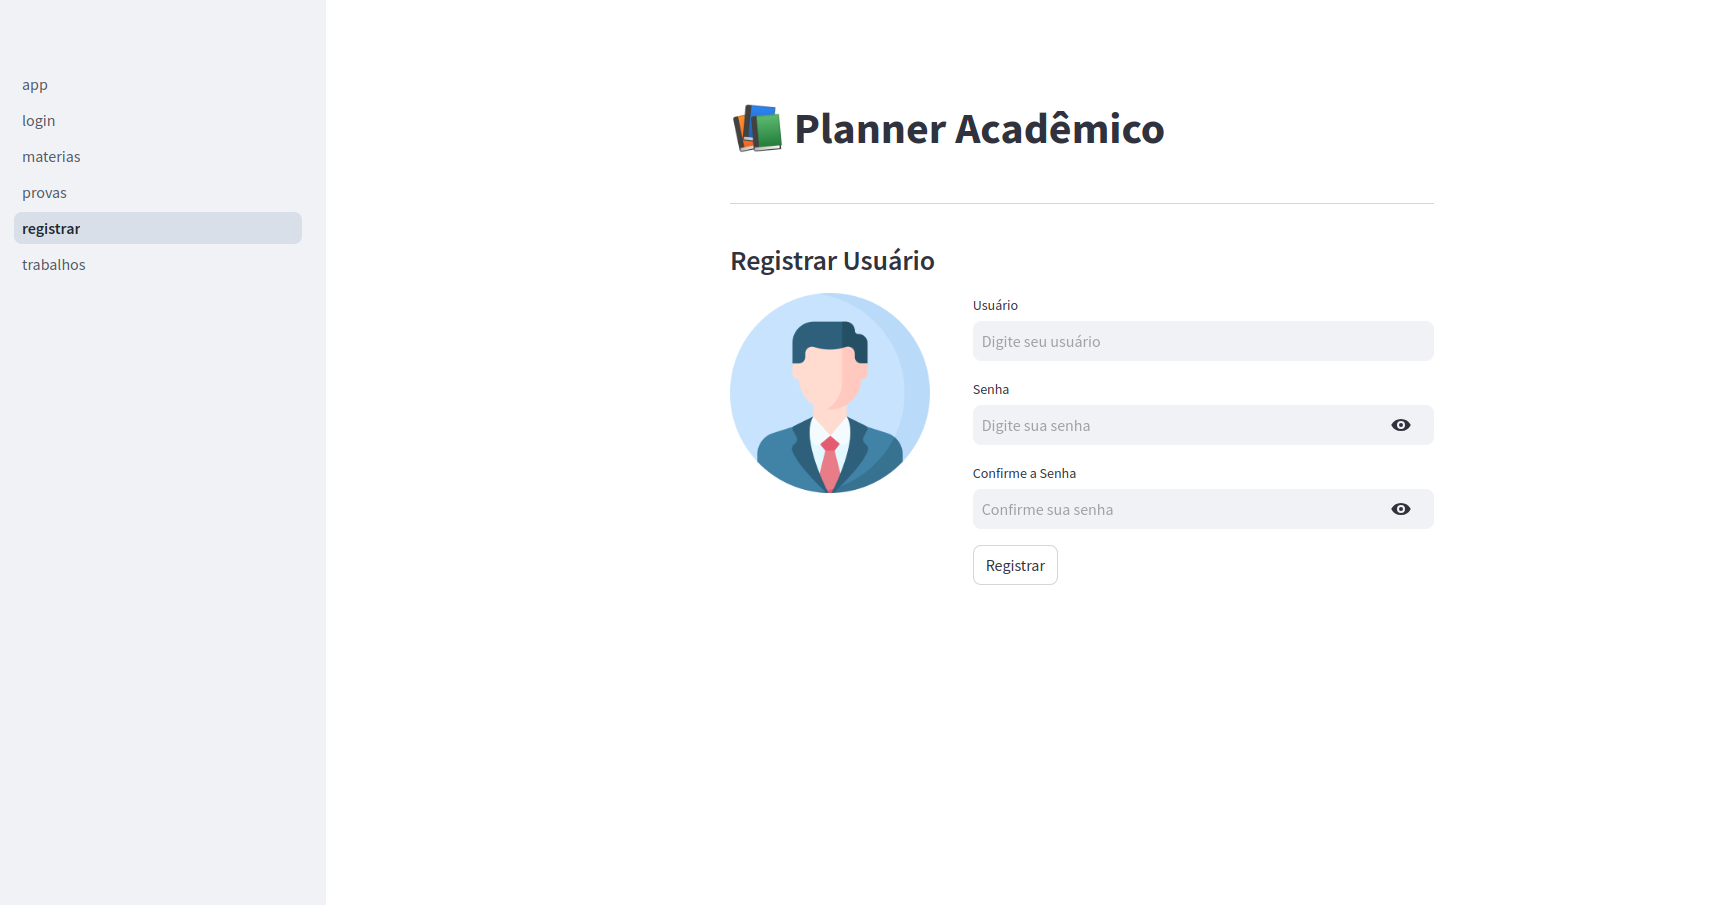 app
login
materias
provas
registrar
trabalhos
Planner Acadêmico
Registrar Usuário
Usuário
Digite seu usuário
Senha
Digite sua senha
Confirme a Senha
Confirme sua senha
Registrar